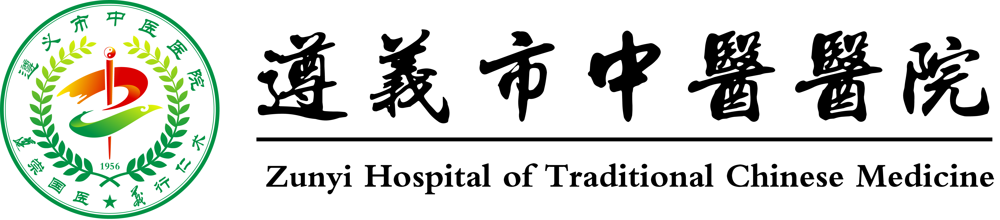 遵义市中医医院
1956
尊崇国医 ★ 義行仁术
遵義市中醫醫院
Zunyi Hospital of Traditional Chinese Medicine